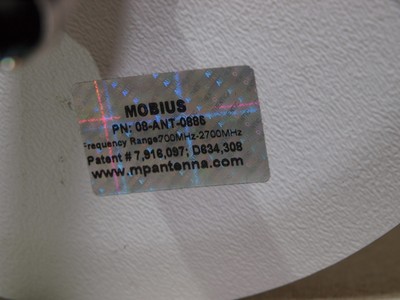 MOBIUS
PN: 08-ANT-0886
Frequency Range700MHz-2700MHz
Patent # 7,916,097; D634,308
www.mpantenna.com